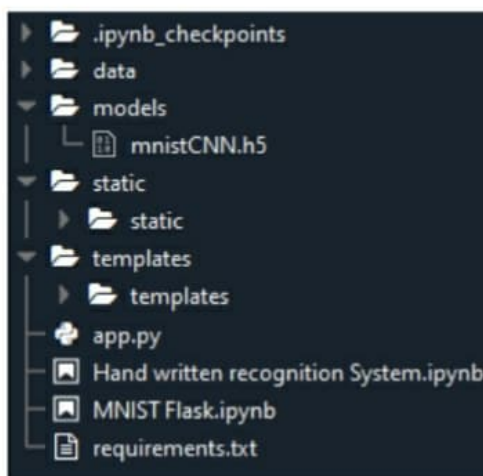 .ipynb_checkpoints
data
models
mnistCNN.h5
static
static
templates
templates
app.py
Hand written recognition System.ipynb
MNIST Flask.ipynb
requirements.txt